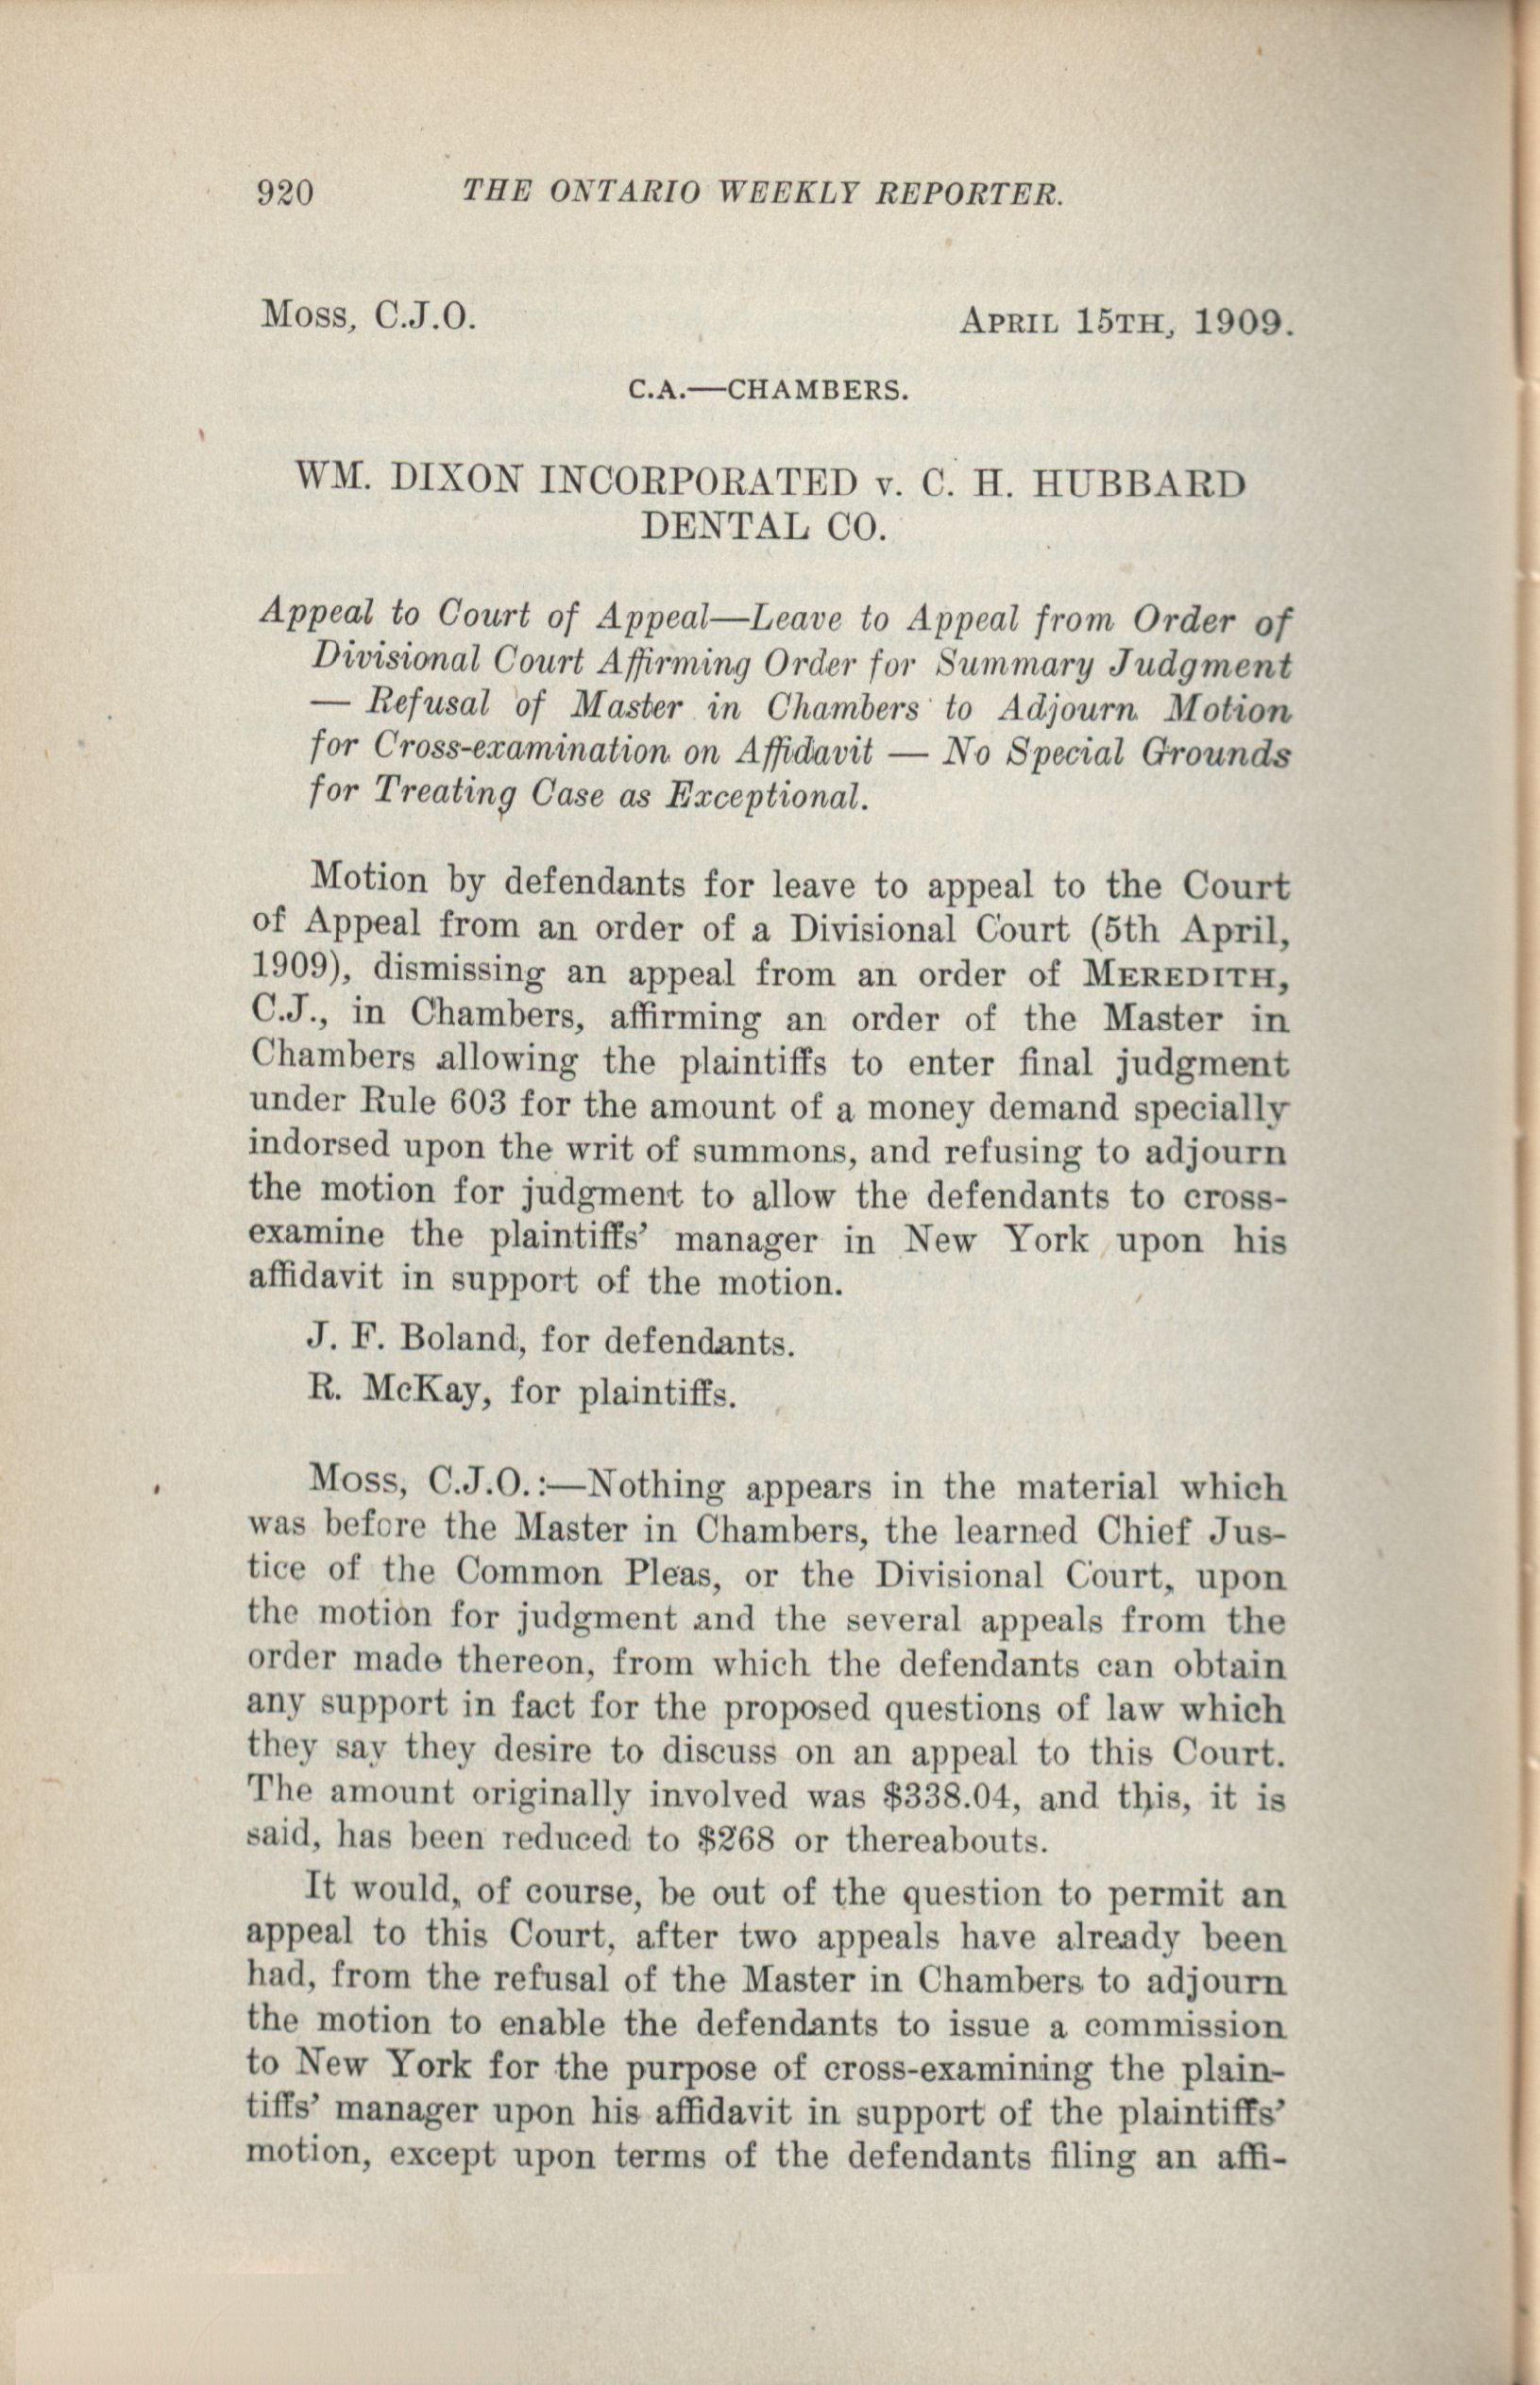 920 THE ONTARIO WEEKLY REPORTER.
Moss, C.J.O. APRIL 15TH, 1909.
C.A.—CHAMBERS.
WM. DIXON INCORPORATED v. C. H. HUBBARD
DENTAL CO.
Appeal to Court of Appeal—Leave to Appeal from Order of
Divisional Court Affirming Order for Summary Judgment
— Refusal of Master in Chambers to Adjourn Motion
for Cross-examination on Affidavit — No Special Grounds
for Treating Case as Exceptional.
Motion by defendants for leave to appeal to the Court
of Appeal from an order of a Divisional Court (5th April,
1909), dismissing an appeal from an order of MEREDITH,
C.J., in Chambers, affirming an order of the Master in
Chambers allowing the plaintiffs to enter final judgment
under Rule 603 for the amount of a money demand specially
indorsed upon the writ of summons, and refusing to adjourn
the motion for judgment to allow the defendants to cross-
examine the plaintiffs' manager in New York upon his
affidavit in support of the motion.
J. F. Boland, for defendants.
R. McKay, for plaintiffs.
Moss, C.J.O.:—Nothing appears in the material which
was before the Master in Chambers, the learned Chief Jus-
tice of the Common Pleas, or the Divisional Court, upon
the motion for judgment and the several appeals from the
order made thereon, from which the defendants can obtain
any support in fact for the proposed questions of law which
they say they desire to discuss on an appeal to this Court.
The amount originally involved was $338.04, and this, it is
said, has been reduced to $268 or thereabouts.
It would, of course, be out of the question to permit an
appeal to this Court, after two appeals have already been
had, from the refusal of the Master in Chambers to adjourn
the motion to enable the defendants to issue a commission
to New York for the purpose of cross-examining the plain-
tiffs' manager upon his affidavit in support of the plaintiffs'
motion, except upon terms of the defendants filing an affi-